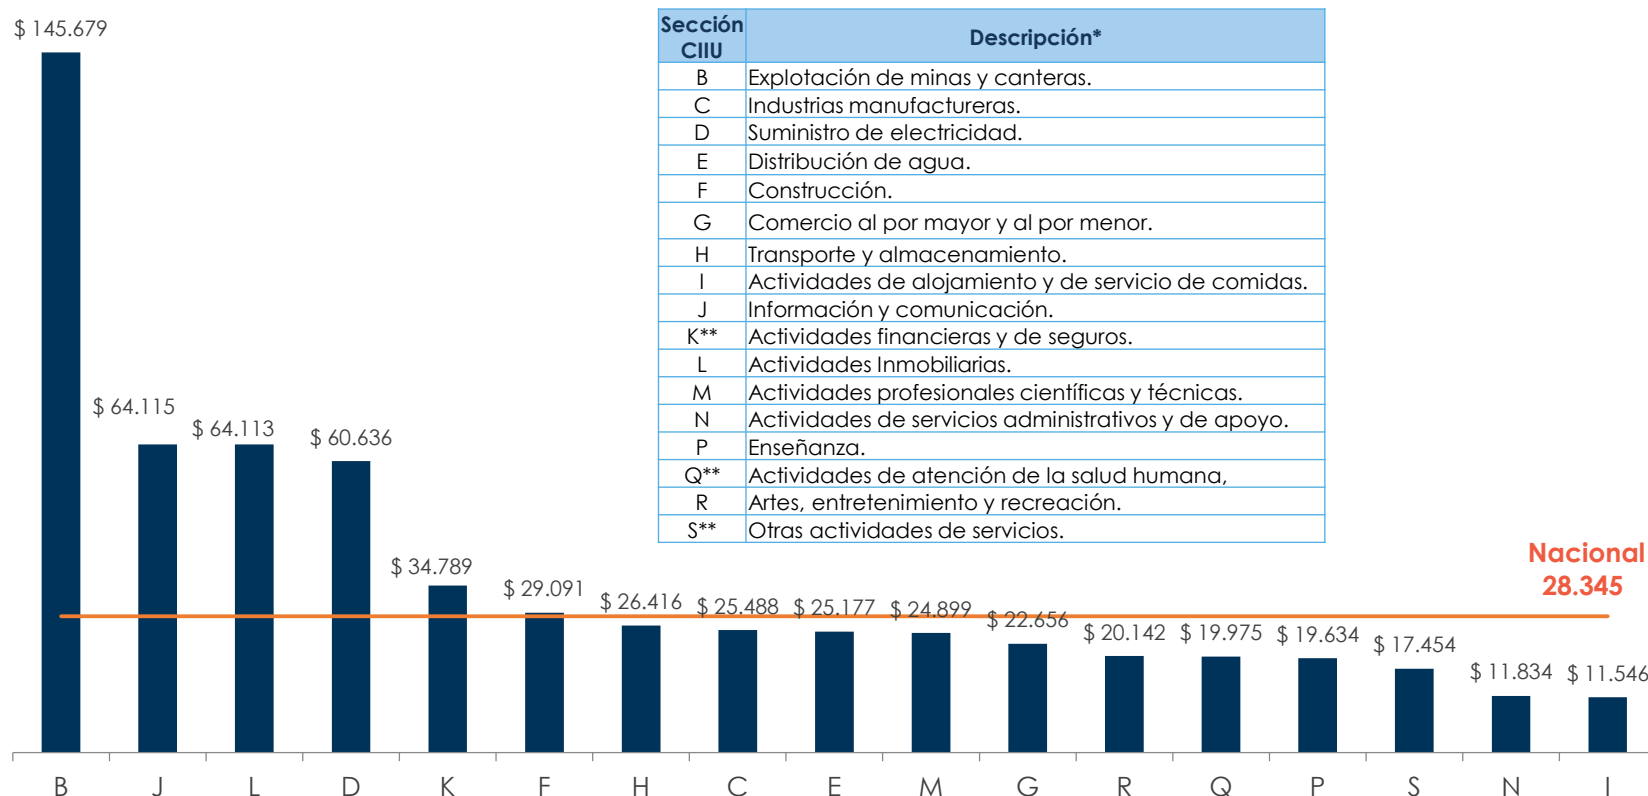 $ 145.679
Sección CIIU Descripción*
B Explotación de minas y canteras.
C Industrias manufactureras.
D Suministro de electricidad.
E Distribución de agua.
F Construcción.
G Comercio al por mayor y al por menor.
H Transporte y almacenamiento.
I Actividades de alojamiento y de servicio de comidas.
J Información y comunicación.
K** Actividades financieras y de seguros.
L Actividades Inmobiliarias.
M Actividades profesionales científicas y técnicas.
N Actividades de servicios administrativos y de apoyo.
P Enseñanza.
Q** Actividades de atención de la salud humana,
R Artes, entretenimiento y recreación.
S** Otras actividades de servicios.
$ 64.115 $ 64.113 $ 60.636 $ 34.789 $ 29.091 $ 26.416 $ 25.488 $ 25.177 $ 24.899 $ 22.656 $ 20.142 $ 19.975 $ 19.634 $ 17.454 $ 11.834 $ 11.546
Nacional
28.345
B J L D K F H C E M G R Q P S N I